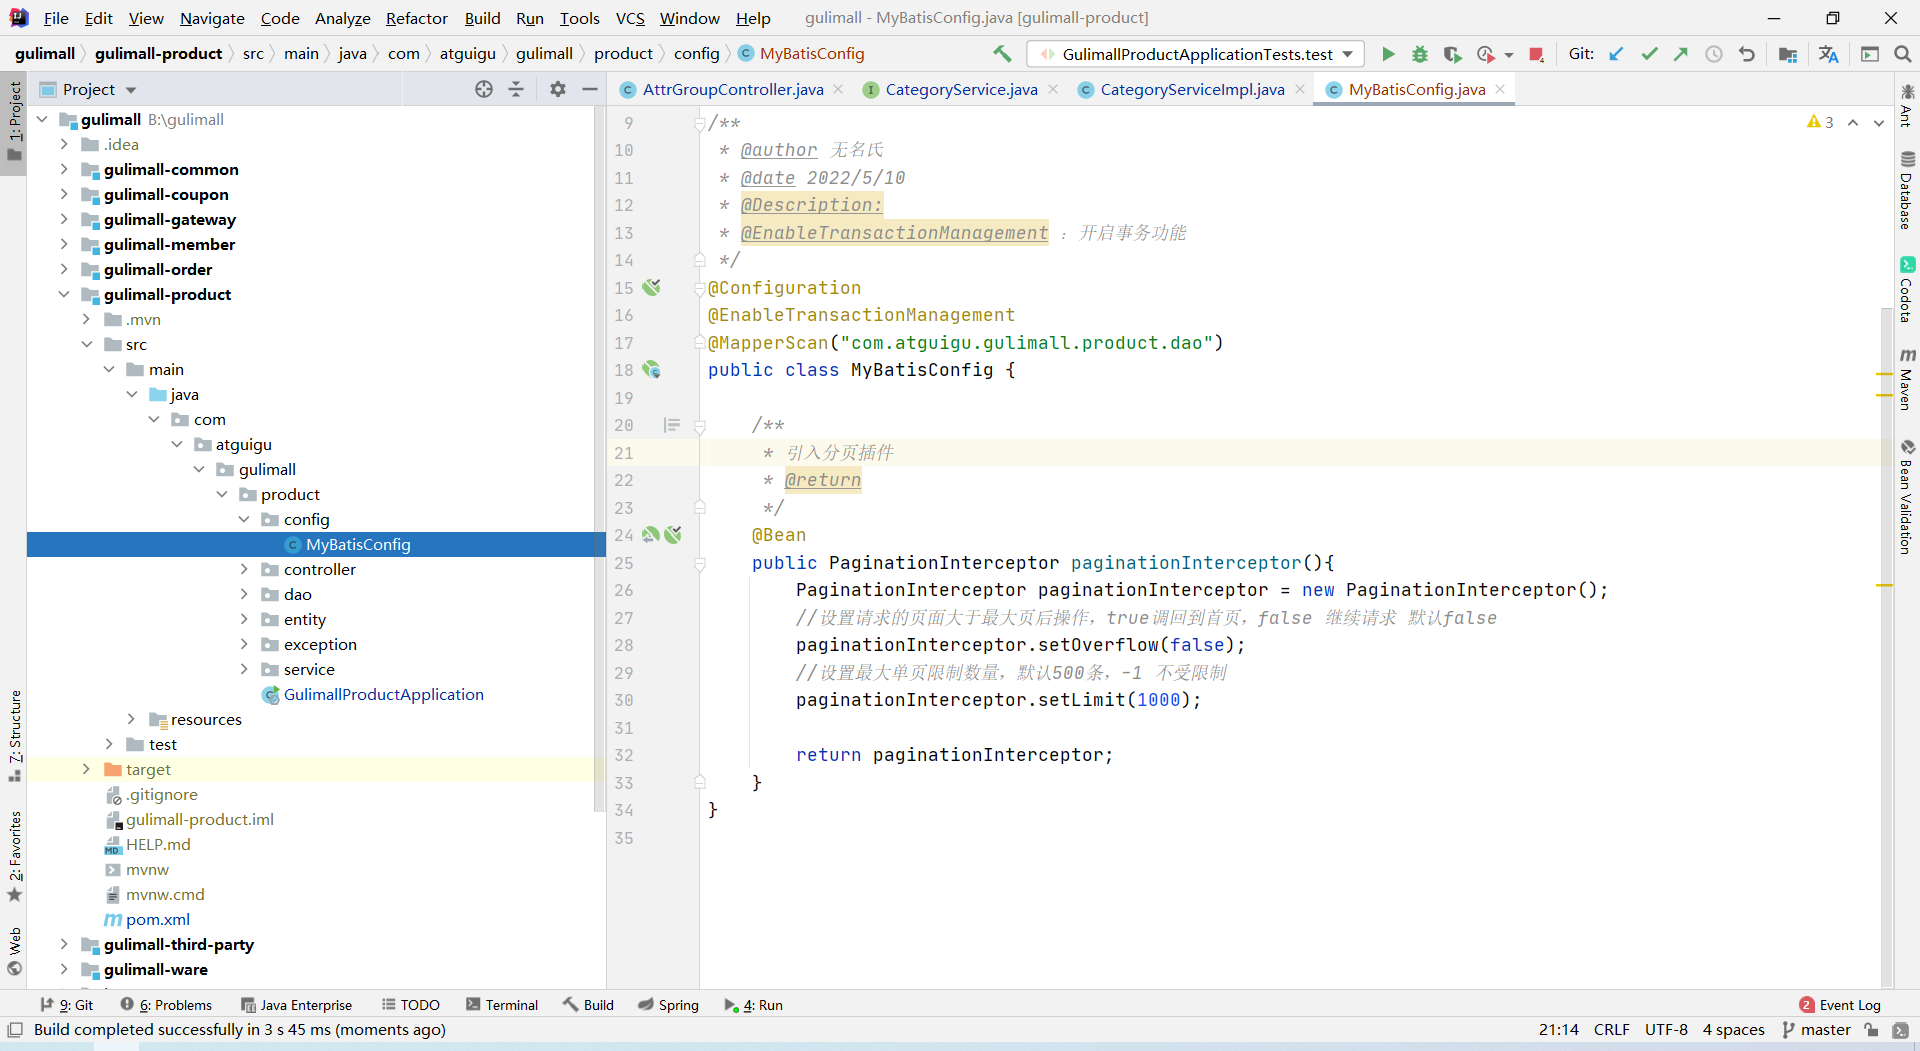 File Edit View Navigate Code Analyze Refactor Build Run Tools VCS Window Help gulimall - MyBatisConfig.java [gulimall-product]
gulimall gulimall-product src main java com atguigu gulimall product config MyBatisConfig GulimallProductApplicationTests.test Git:
Project AttrGroupController.java CategoryService.java CategoryServiceImpl.java MyBatisConfig.java
1: Project
7: Structure
2: Favorites
Web
gulimall B:\gulimall
.idea
gulimall-common
gulimall-coupon
gulimall-gateway
gulimall-member
gulimall-order
gulimall-product
.mvn
src
main
java
com
atguigu
gulimall
product
config
MyBatisConfig
controller
dao
entity
exception
service
GulimallProductApplication
resources
test
target
.gitignore
gulimall-product.iml
HELP.md
mvnw
mvnw.cmd
pom.xml
gulimall-third-party
gulimall-ware
3
9 /**
10 * @author 无名氏
11 * @date 2022/5/10
12 * @Description:
13 * @EnableTransactionManagement : 开启事务功能
14 */
15 @Configuration
16 @EnableTransactionManagement
17 @MapperScan("com.atguigu.gulimall.product.dao")
18 public class MyBatisConfig {
19
20 /**
21 * 引入分页插件
22 * @return
23 */
24 @Bean
25 public PaginationInterceptor paginationInterceptor(){
26 PaginationInterceptor paginationInterceptor = new PaginationInterceptor();
27 //设置请求的页面大于最大页后操作，true调回到首页，false 继续请求 默认false
28 paginationInterceptor.setOverflow(false);
29 //设置最大单页限制数量，默认500条，-1 不受限制
30 paginationInterceptor.setLimit(1000);
31
32 return paginationInterceptor;
33 }
34 }
35
Ant
Database
Codota
Maven
Bean Validation
9: Git 6: Problems Java Enterprise TODO Terminal Build Spring 4: Run 2 Event Log
Build completed successfully in 3 s 45 ms (moments ago) 21:14 CRLF UTF-8 4 spaces master